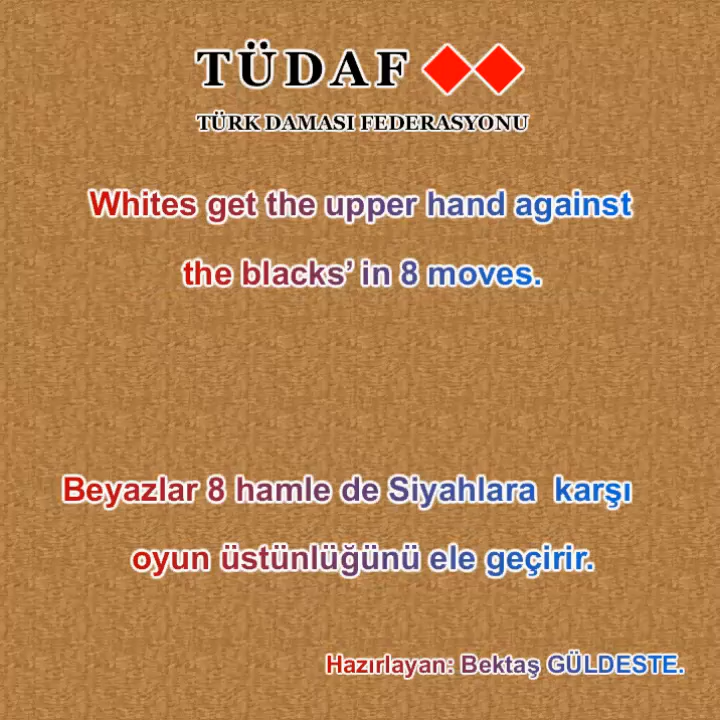 TÜDAF
TÜRK DAMASI FEDERASYONU
Whites get the upper hand against
the blacks’ in 8 moves.
Beyazlar 8 hamle de Siyahlara karşı
oyun üstünlüğünü ele geçirir.
Hazırlayan: Bektaş GÜLDESTE.